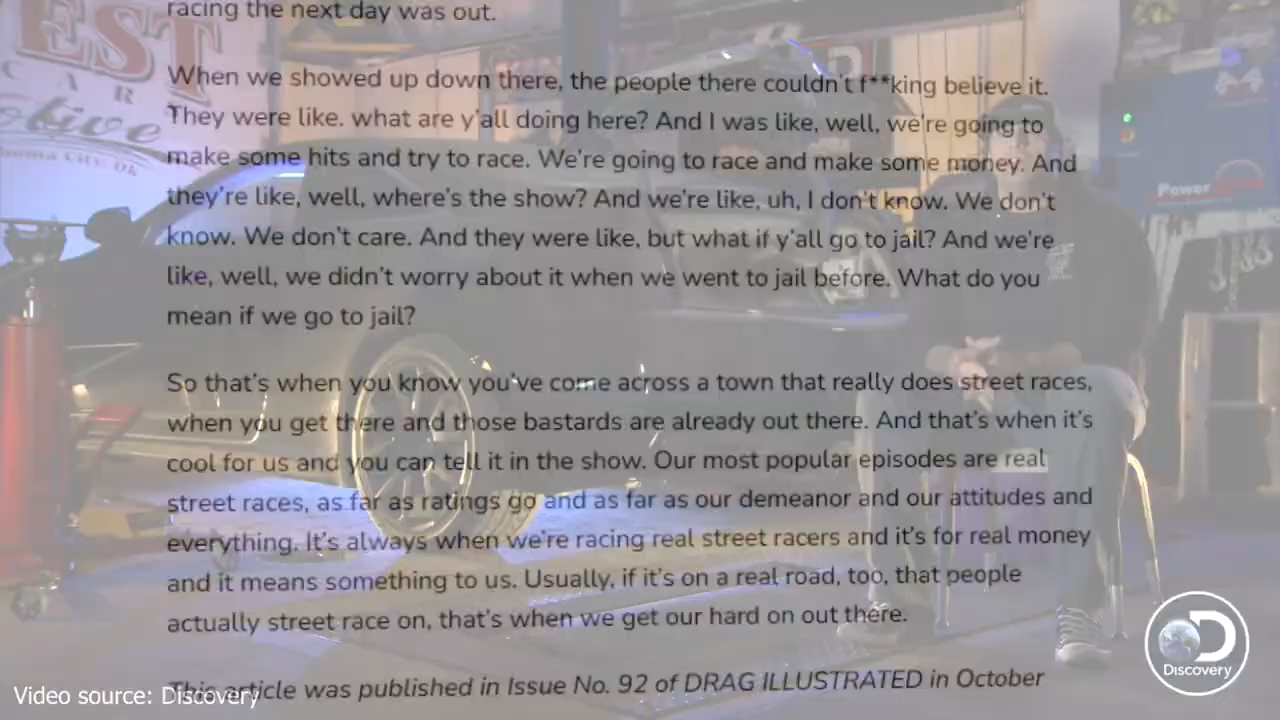 racing the next day was out.
EST
C A R
otive
oma City, Ok
When we showed up down there, the people there couldn't f**king believe it.
They were like. what are y'all doing here? And I was like, well, we're going to
make some hits and try to race. We're going to race and make some money. And
they're like, well, where's the show? And we're like, uh, I don't know. We don't
know. We don't care. And they were like, but what if y'all go to jail? And we're
like, well, we didn't worry about it when we went to jail before. What do you
mean if we go to jail?
Power
So that's when you know you've come across a town that really does street races,
when you get there and those bastards are already out there. And that's when it's
cool for us and you can tell it in the show. Our most popular episodes are real
street races, as far as ratings go and as far as our demeanor and our attitudes and
everything. It's always when we're racing real street racers and it's for real money
and it means something to us. Usually, if it's on a real road, too, that people
actually street race on, that's when we get our hard on out there.
This article was published in Issue No. 92 of DRAG ILLUSTRATED in October
Video source: Discovery
D
Discovery